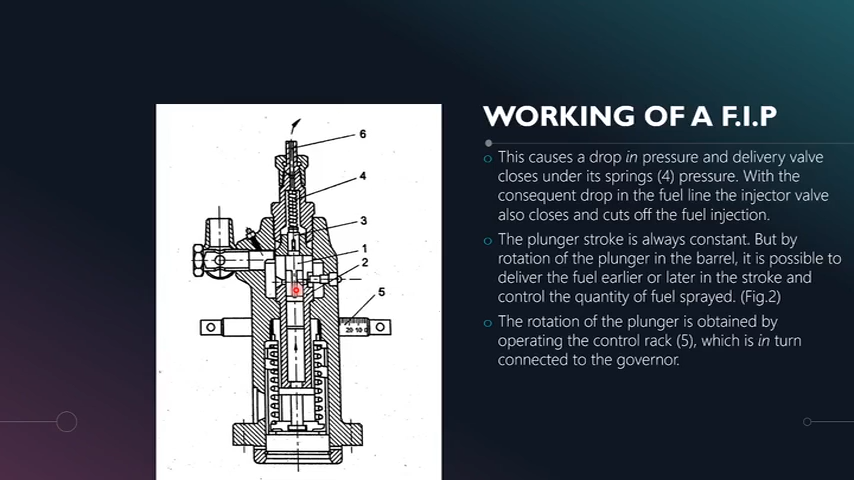 WORKING OF A F.I.P
This causes a drop in pressure and delivery valve
closes under its springs (4) pressure. With the
consequent drop in the fuel line the injector valve
also closes and cuts off the fuel injection.
The plunger stroke is always constant. But by
rotation of the plunger in the barrel, it is possible to
deliver the fuel earlier or later in the stroke and
control the quantity of fuel sprayed. (Fig.2)
The rotation of the plunger is obtained by
operating the control rack (5), which is in turn
connected to the governor.
6
4
3
1
2
5
20 10